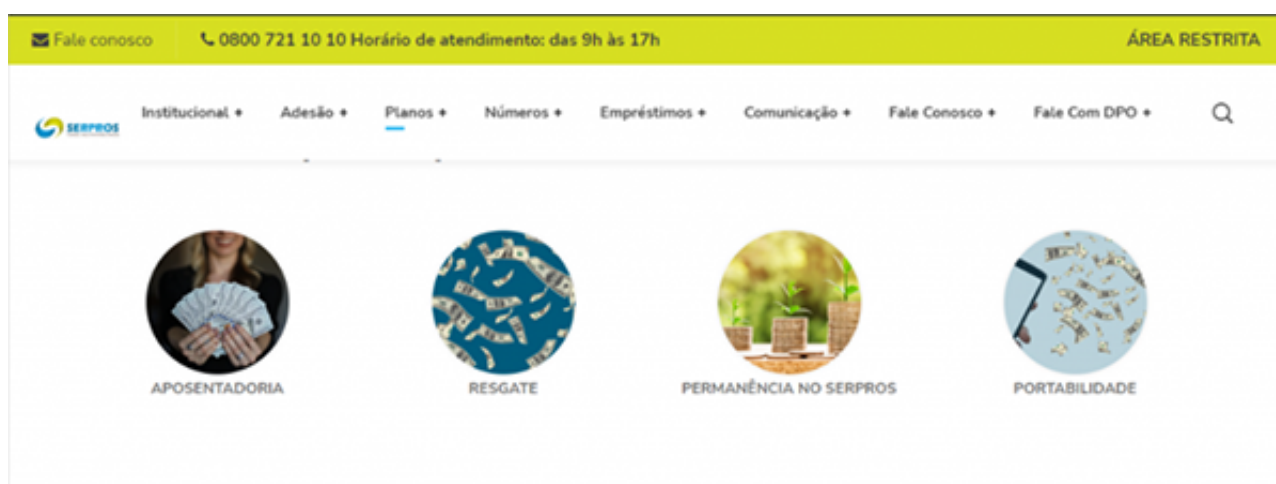 Fale conosco
0800 721 10 10 Horário de atendimento: das 9h às 17h
ÁREA RESTRITA
SERPROS
Institucional +
Adesão +
Planos +
Números +
Empréstimos +
Comunicação +
Fale Conosco +
Fale Com DPO +
APOSENTADORIA
RESGATE
PERMANÊNCIA NO SERPROS
PORTABILIDADE